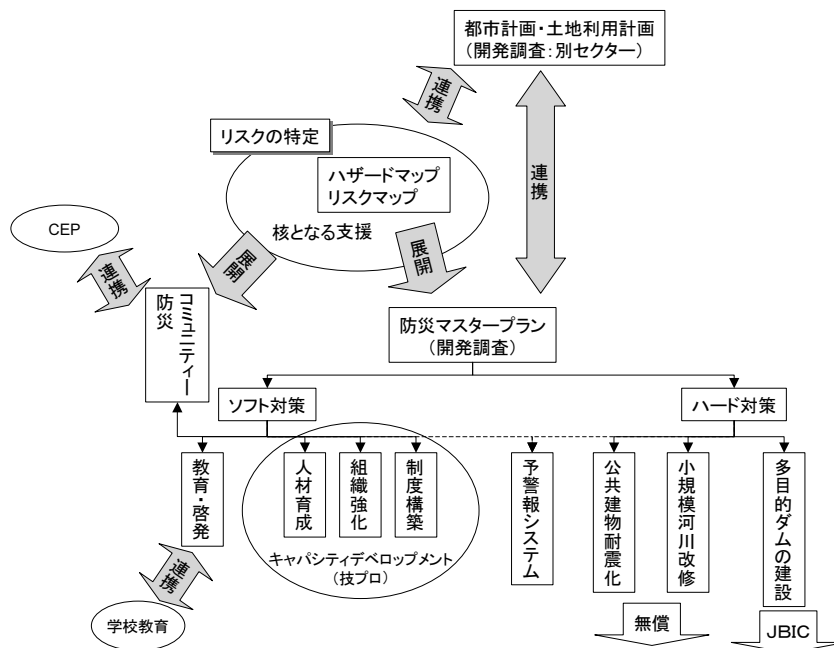 都市計画・土地利用計画
(開発調査:別セクター)
連携
リスクの特定
ハザードマップ
リスクマップ
連携
CEP
核となる支援
展開
展開
連携
コミュニティー
防災
防災マスタープラン
(開発調査)
ソフト対策
ハード対策
教育・啓発
人材育成
組織強化
制度構築
予警報システム
公共建物耐震化
小規模河川改修
多目的ダムの建設
キャパシティデベロップメント
(技プロ)
連携
学校教育
無償
JBIC